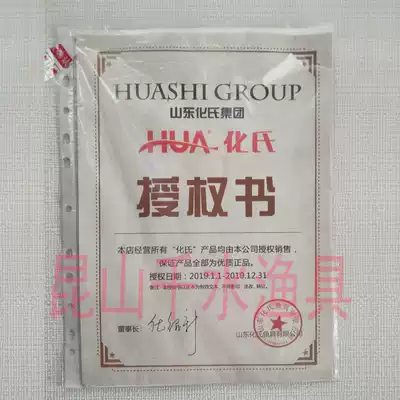 HUASHI GROUP
山东化氏集团
HUA 化氏
授权书
本店经营所有“化氏”产品均由本公司授权销售，
保证产品全部为优质正品。
授权日期：2019.1.1-2019.12.31
昆山千水渔具
董事长：
山东化氏渔具有限公司